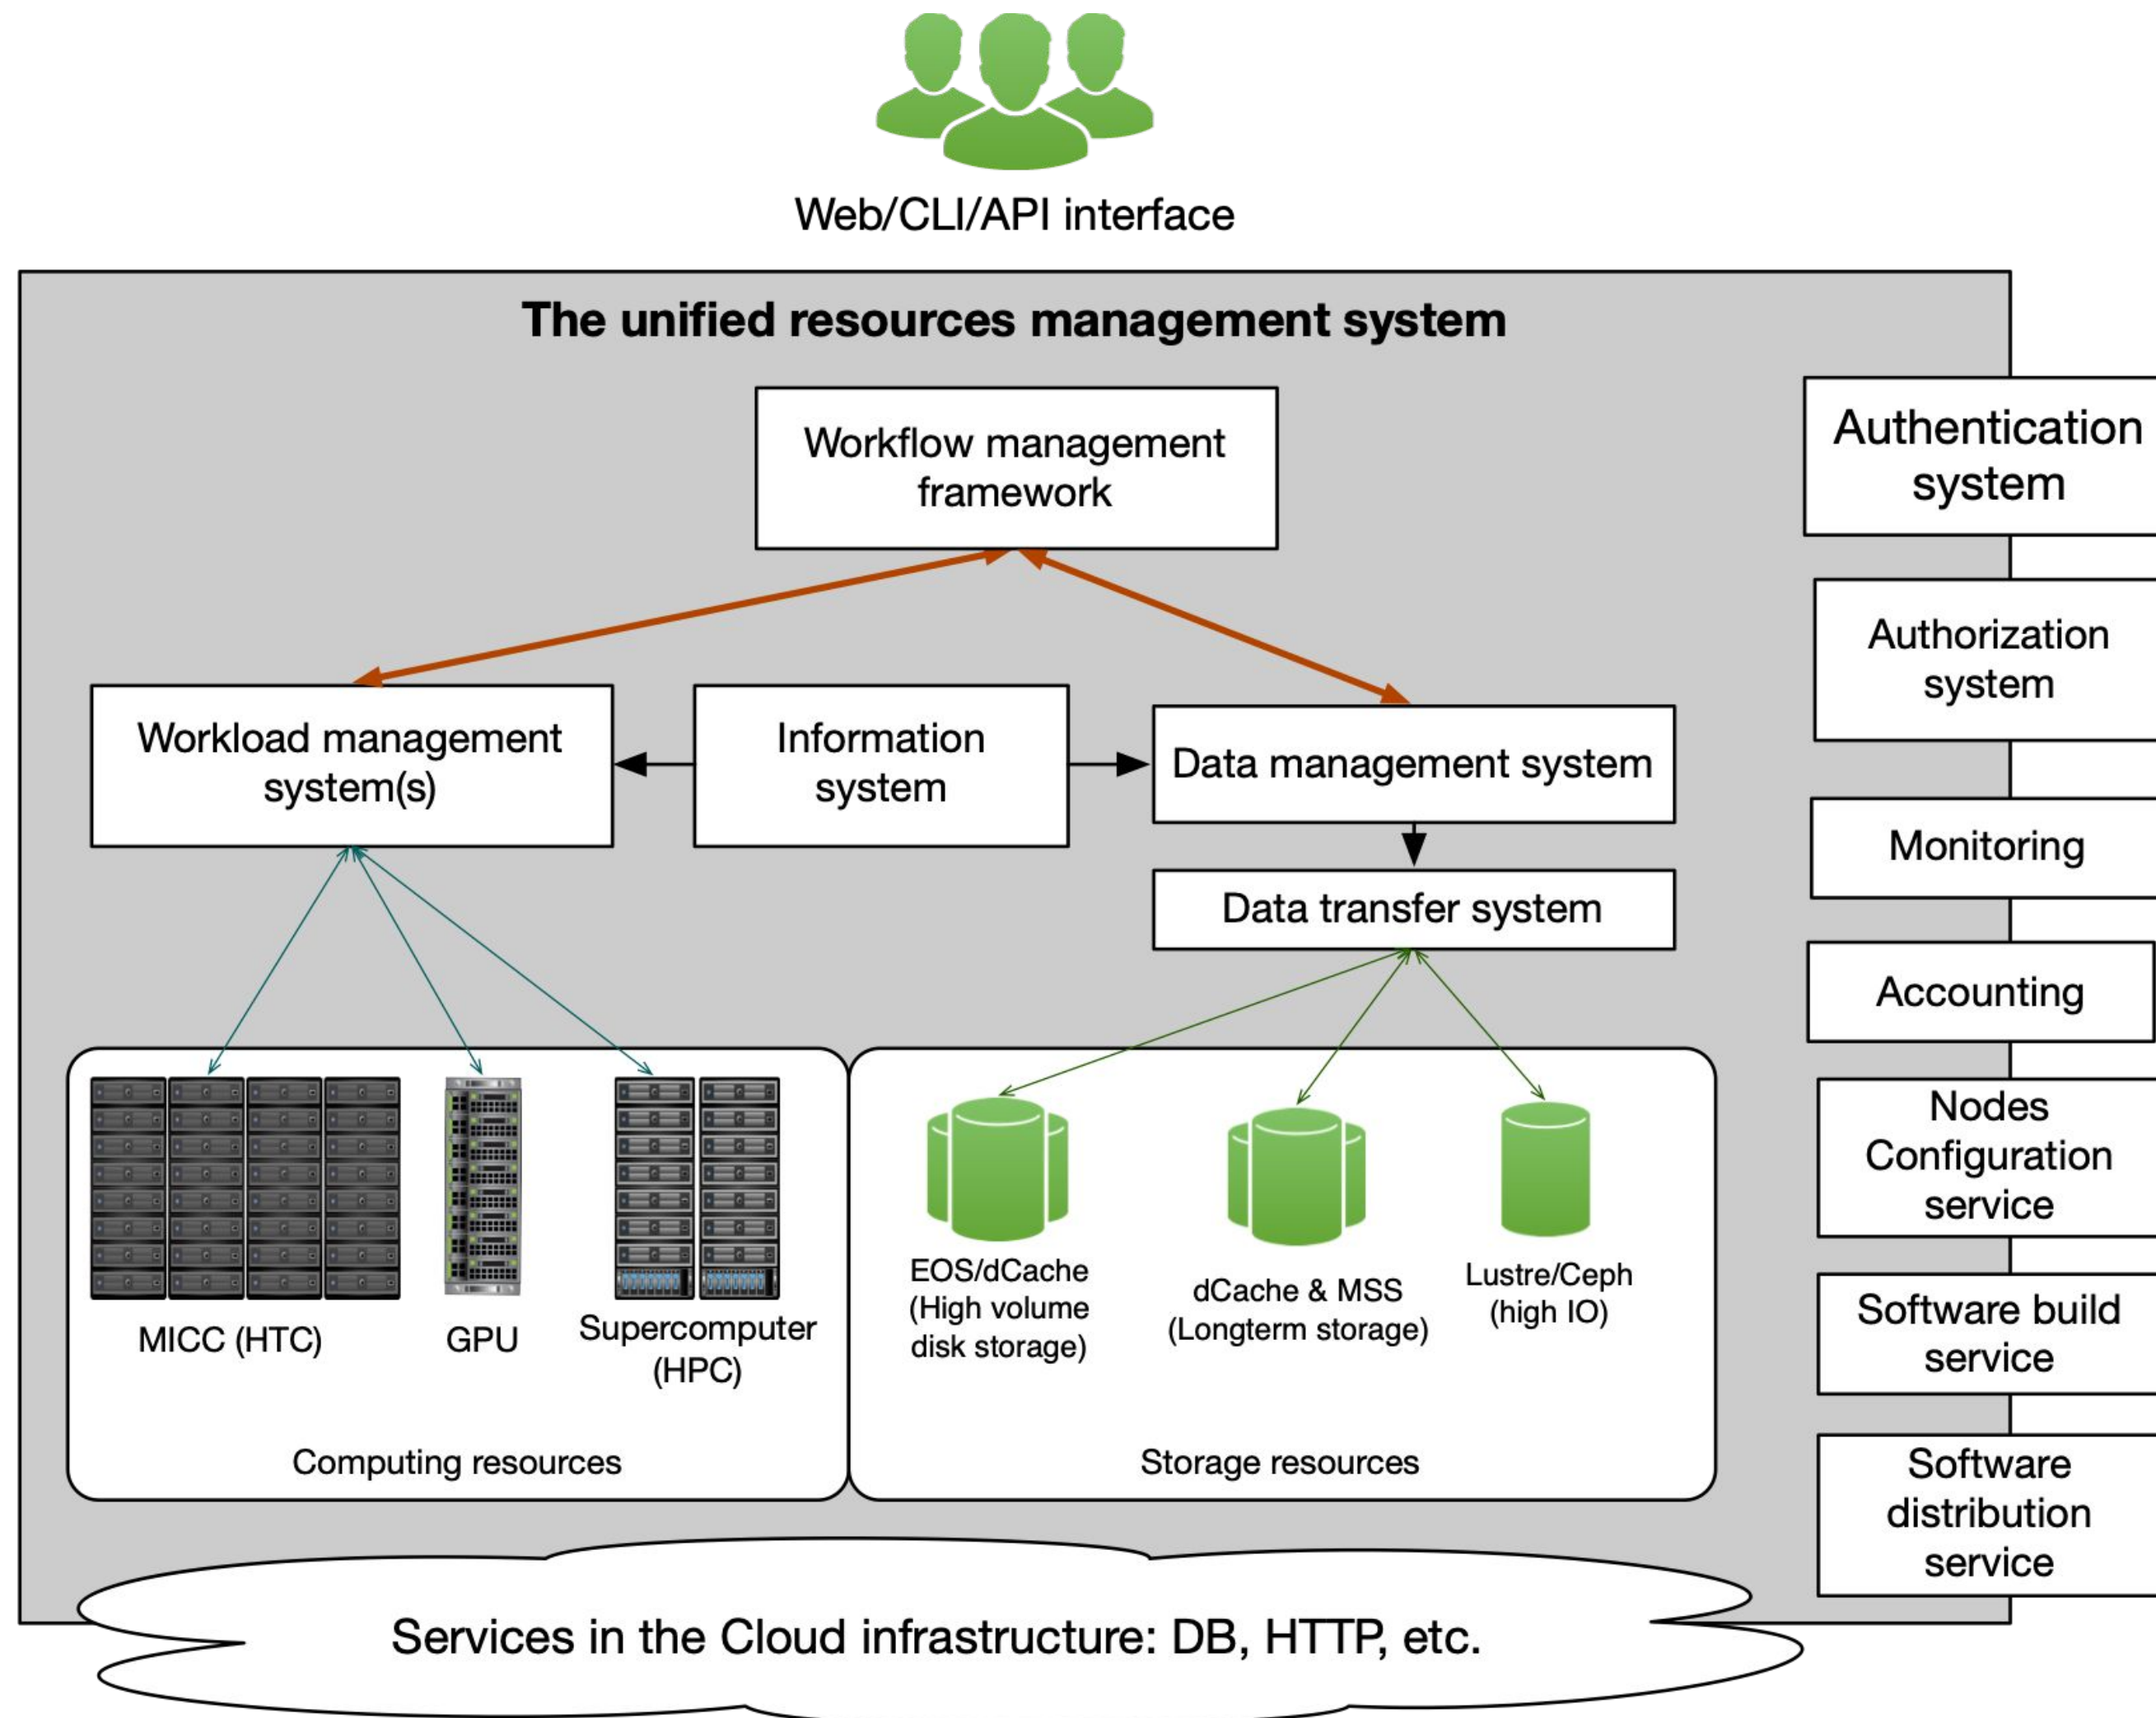 Web/CLI/API interface
The unified resources management system
Workflow management
framework
Workload management
system(s)
Information
system
Data management system
Data transfer system
MICC (HTC)
GPU
Supercomputer
(HPC)
Computing resources
EOS/dCache
(High volume
disk storage)
dCache & MSS
(Longterm storage)
Lustre/Ceph
(high IO)
Storage resources
Authentication
system
Authorization
system
Monitoring
Accounting
Nodes
Configuration
service
Software build
service
Software
distribution
service
Services in the Cloud infrastructure: DB, HTTP, etc.